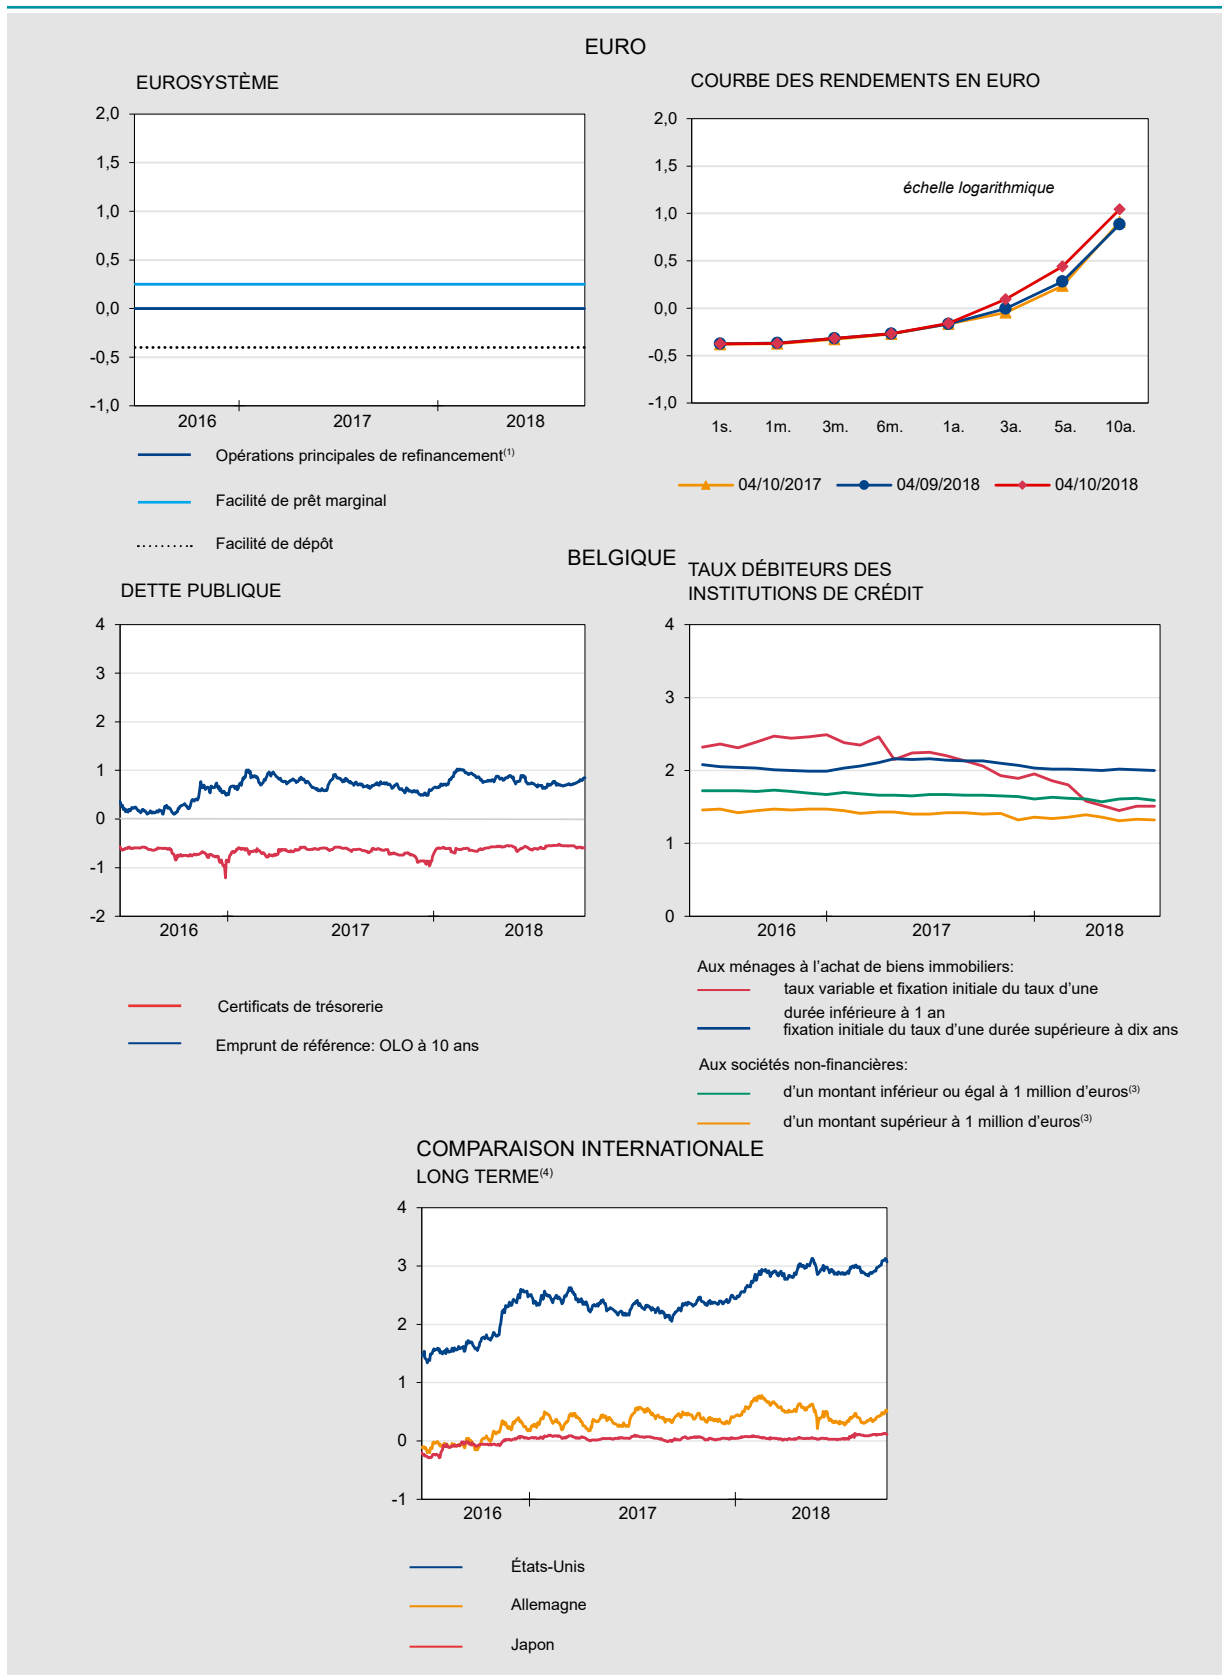 EURO
EUROSYSTÈME
2,0
1,5
1,0
0,5
0,0
-0,5
-1,0
2016
2017
2018
Opérations principales de refinancement(1)
Facilité de prêt marginal
Facilité de dépôt
COURBE DES RENDEMENTS EN EURO
2,0
1,5
1,0
0,5
0,0
-0,5
-1,0
échelle logarithmique
1s. 1m. 3m. 6m. 1a. 3a. 5a. 10a.
04/10/2017 04/09/2018 04/10/2018
BELGIQUE
DETTE PUBLIQUE
4
3
2
1
0
-1
-2
2016
2017
2018
Certificats de trésorerie
Emprunt de référence: OLO à 10 ans
TAUX DÉBITEURS DES
INSTITUTIONS DE CRÉDIT
4
3
2
1
0
2016
2017
2018
Aux ménages à l’achat de biens immobiliers:
taux variable et fixation initiale du taux d’une
durée inférieure à 1 an
fixation initiale du taux d’une durée supérieure à dix ans
Aux sociétés non-financières:
d’un montant inférieur ou égal à 1 million d’euros(3)
d’un montant supérieur à 1 million d’euros(3)
COMPARAISON INTERNATIONALE
LONG TERME(4)
4
3
2
1
0
-1
2016
2017
2018
États-Unis
Allemagne
Japon